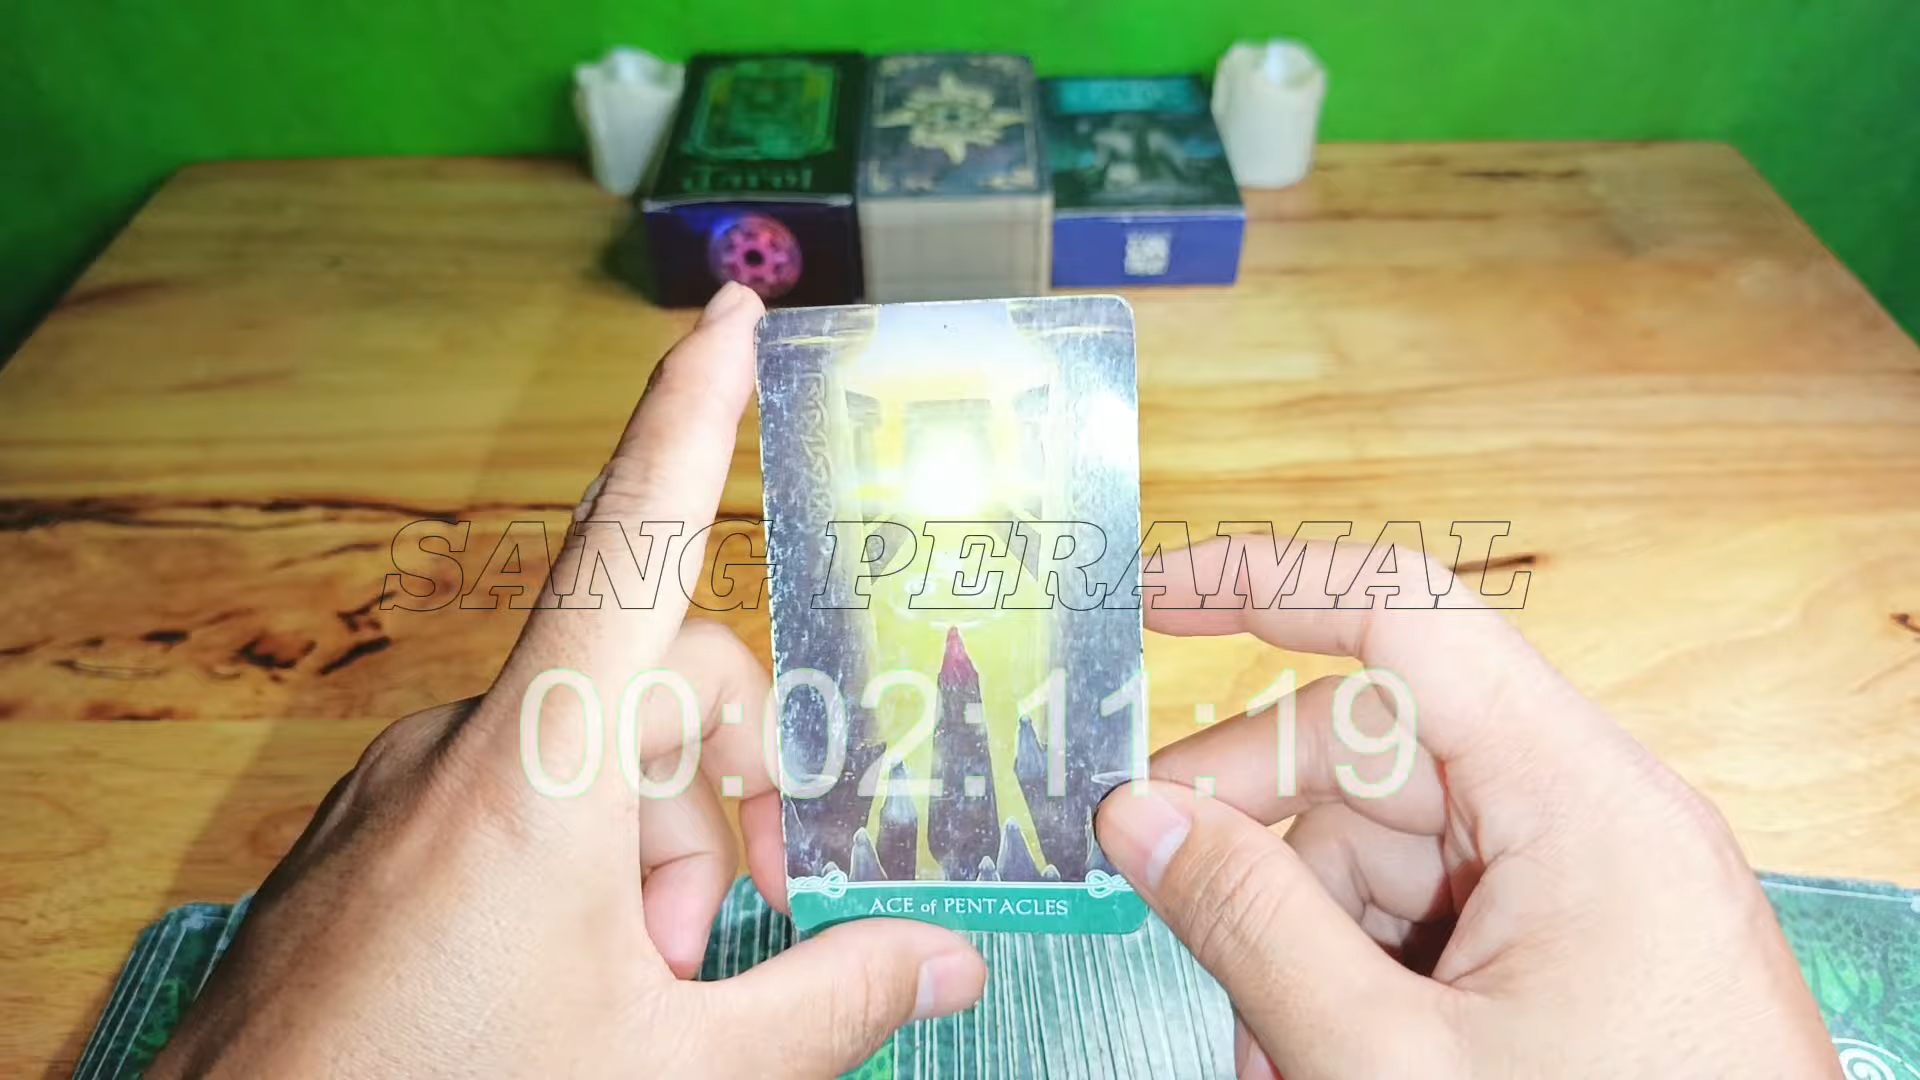 SANG PERAMAL
00:02:11:19
ACE of PENTACLES